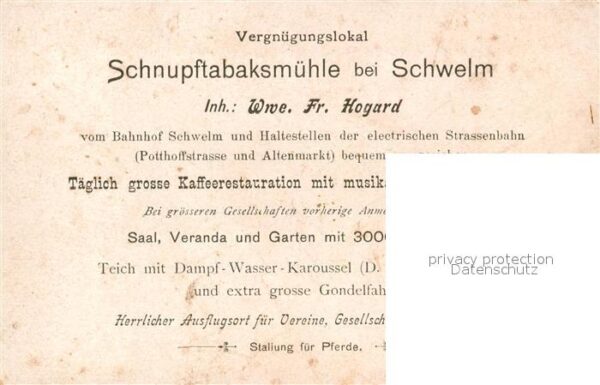 Vergnügungslokal
Schnupftabaksmühle bei Schwelm
Inh.: Wwe. Fr. Hogard
vom Bahnhof Schwelm und Haltestellen der electrischen Strassenbahn
(Potthoffstrasse und Altenmarkt) bequem
Täglich grosse Kaffeerestauration mit musik
Bei grösseren Gesellschaften vorherige Anme
Saal, Veranda und Garten mit 3000
Teich mit Dampf-Wasser-Karoussel (D.
und extra grosse Gondelfah
Herrlicher Ausflugsort für Vereine, Gesellsch
Stallung für Pferde.
privacy protection
Datenschutz